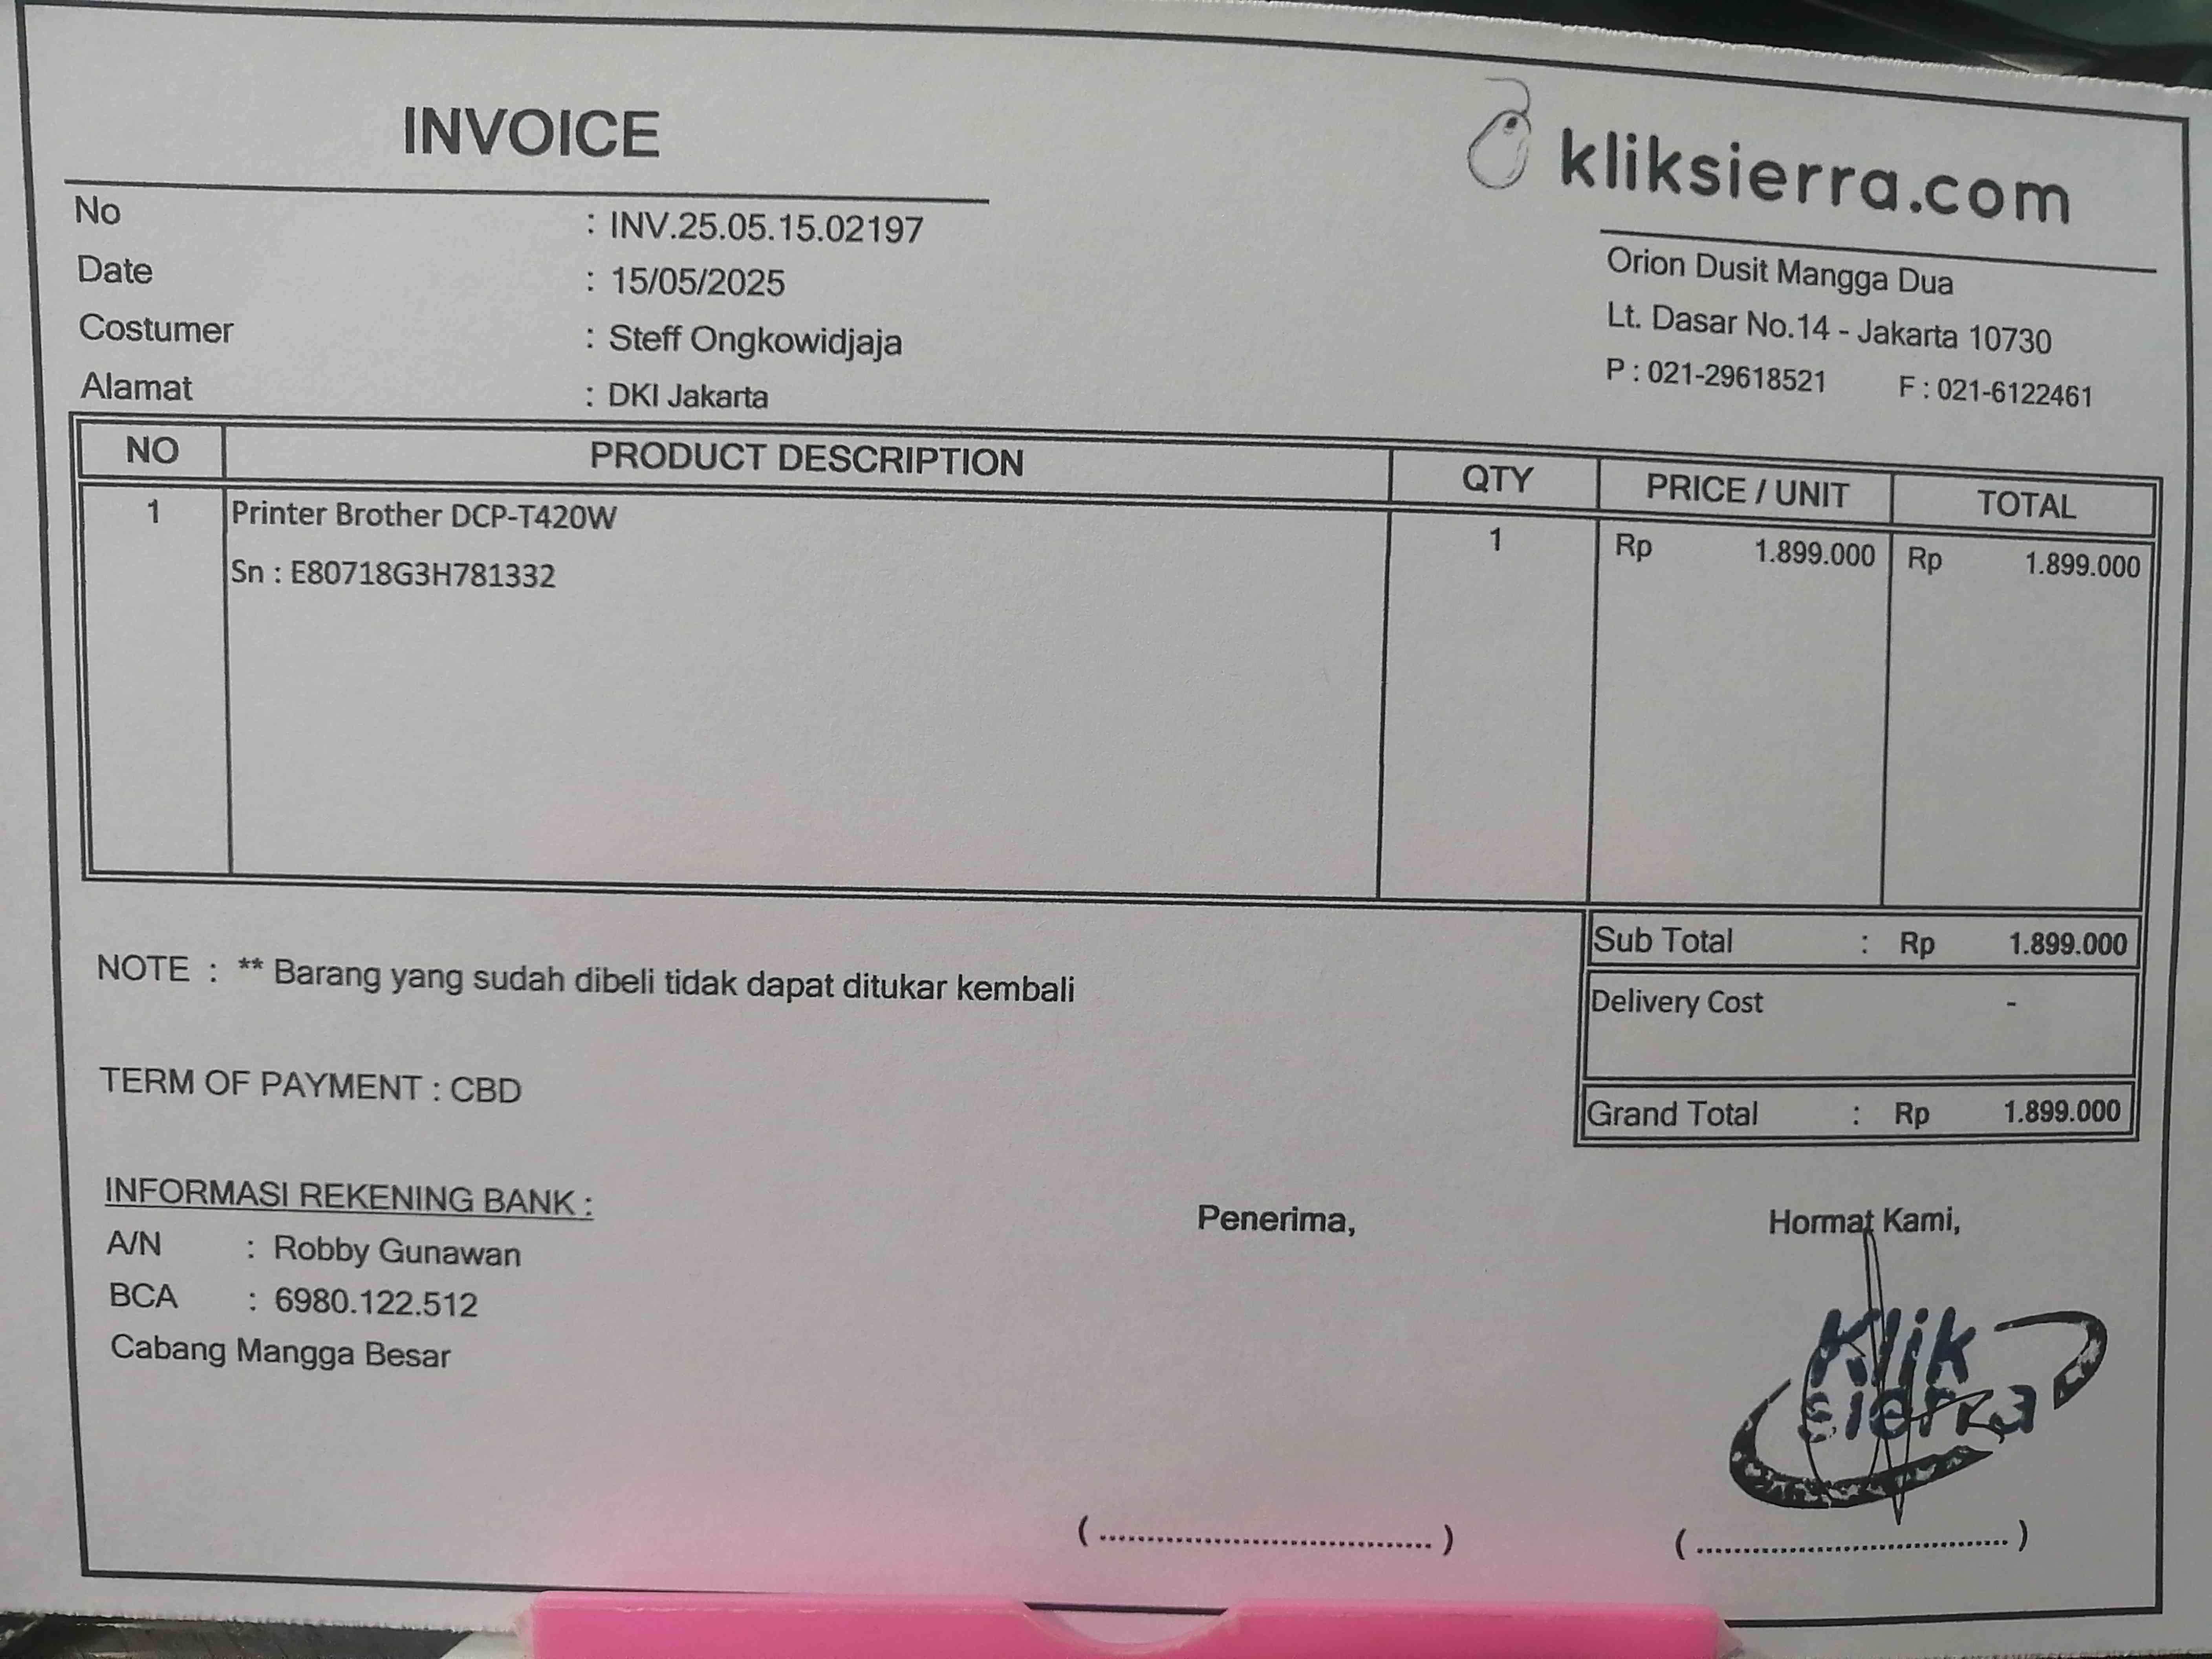 INVOICE
kliksierra.com
No : INV.25.05.15.02197
Date : 15/05/2025
Costumer : Steff Ongkowidjaja
Alamat : DKI Jakarta
Orion Dusit Mangga Dua
Lt. Dasar No.14 - Jakarta 10730
P : 021-29618521 F : 021-6122461
NO PRODUCT DESCRIPTION QTY PRICE / UNIT TOTAL
1 Printer Brother DCP-T420W 1 Rp 1.899.000 Rp 1.899.000
Sn : E80718G3H781332
Sub Total : Rp 1.899.000
Delivery Cost -
Grand Total : Rp 1.899.000
NOTE : ** Barang yang sudah dibeli tidak dapat ditukar kembali
TERM OF PAYMENT : CBD
INFORMASI REKENING BANK :
A/N : Robby Gunawan
BCA : 6980.122.512
Cabang Mangga Besar
Penerima,
(..................................)
Hormat Kami,
Klik
sierra
(..................................)